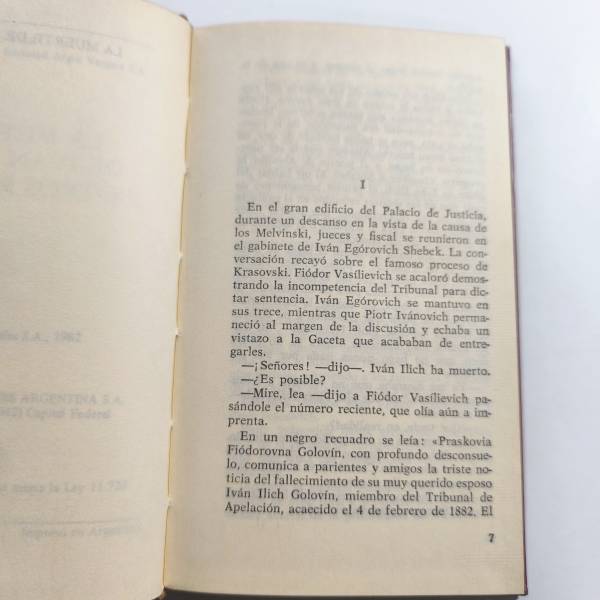 I
En el gran edificio del Palacio de Justicia,
durante un descanso en la vista de la causa de
los Melvinski, jueces y fiscal se reunieron en
el gabinete de Iván Egórovich Shebek. La con-
versación recayó sobre el famoso proceso de
Krasovski. Fiódor Vasílievich se acaloró demos-
trando la incompetencia del Tribunal para dic-
tar sentencia. Iván Egórovich se mantuvo en
sus trece, mientras que Piotr Ivánovich perma-
neció al margen de la discusión y echaba un
vistazo a la Gaceta que acababan de entre-
garles.
—¡Señores! —dijo—. Iván Ilich ha muerto.
—¿Es posible?
—Mire, lea —dijo a Fiódor Vasílievich pa-
sándole el número reciente, que olía aún a im-
prenta.
En un negro recuadro se leía: «Praskovia
Fiódorovna Golovín, con profundo desconsue-
lo, comunica a parientes y amigos la triste no-
ticia del fallecimiento de su muy querido esposo
Iván Ilich Golovín, miembro del Tribunal de
Apelación, acaecido el 4 de febrero de 1882. El
7